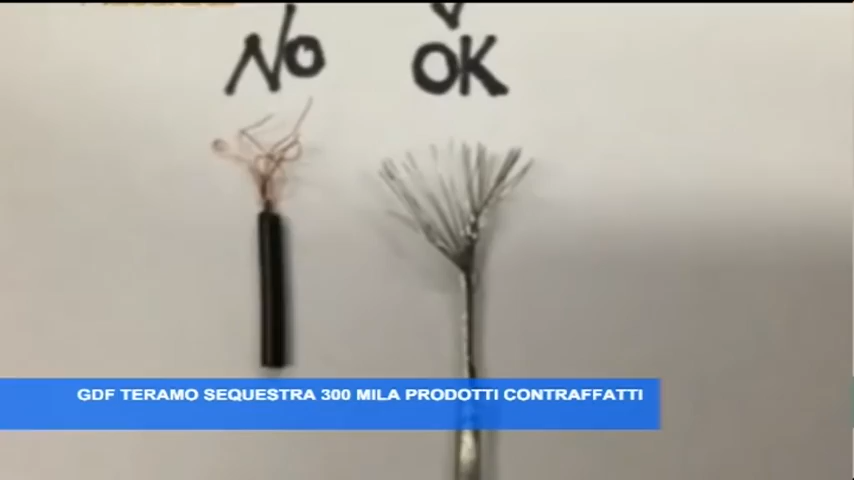 No OK
GDF TERAMO SEQUESTRA 300 MILA PRODOTTI CONTRAFFATTI